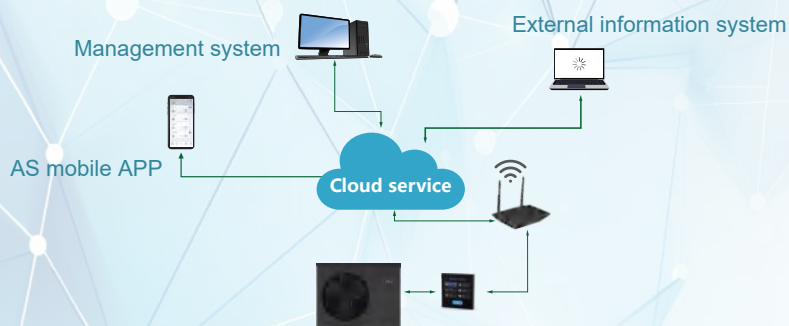 External information system
Management system
AS mobile APP
Cloud service